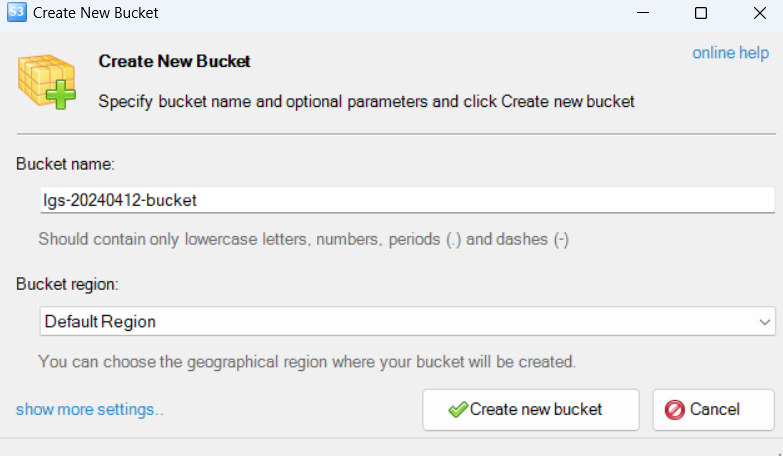 S3 Create New Bucket
online help
Create New Bucket
Specify bucket name and optional parameters and click Create new bucket
Bucket name:
lgs-20240412-bucket
Should contain only lowercase letters, numbers, periods (.) and dashes (-)
Bucket region:
Default Region
You can choose the geographical region where your bucket will be created.
show more settings..
Create new bucket
Cancel